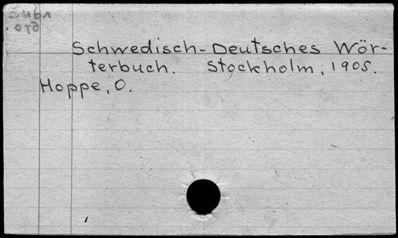 Schwedisch-Deutsches Wör-
terbuch. Stockholm, 1905.
Hoppe, O.